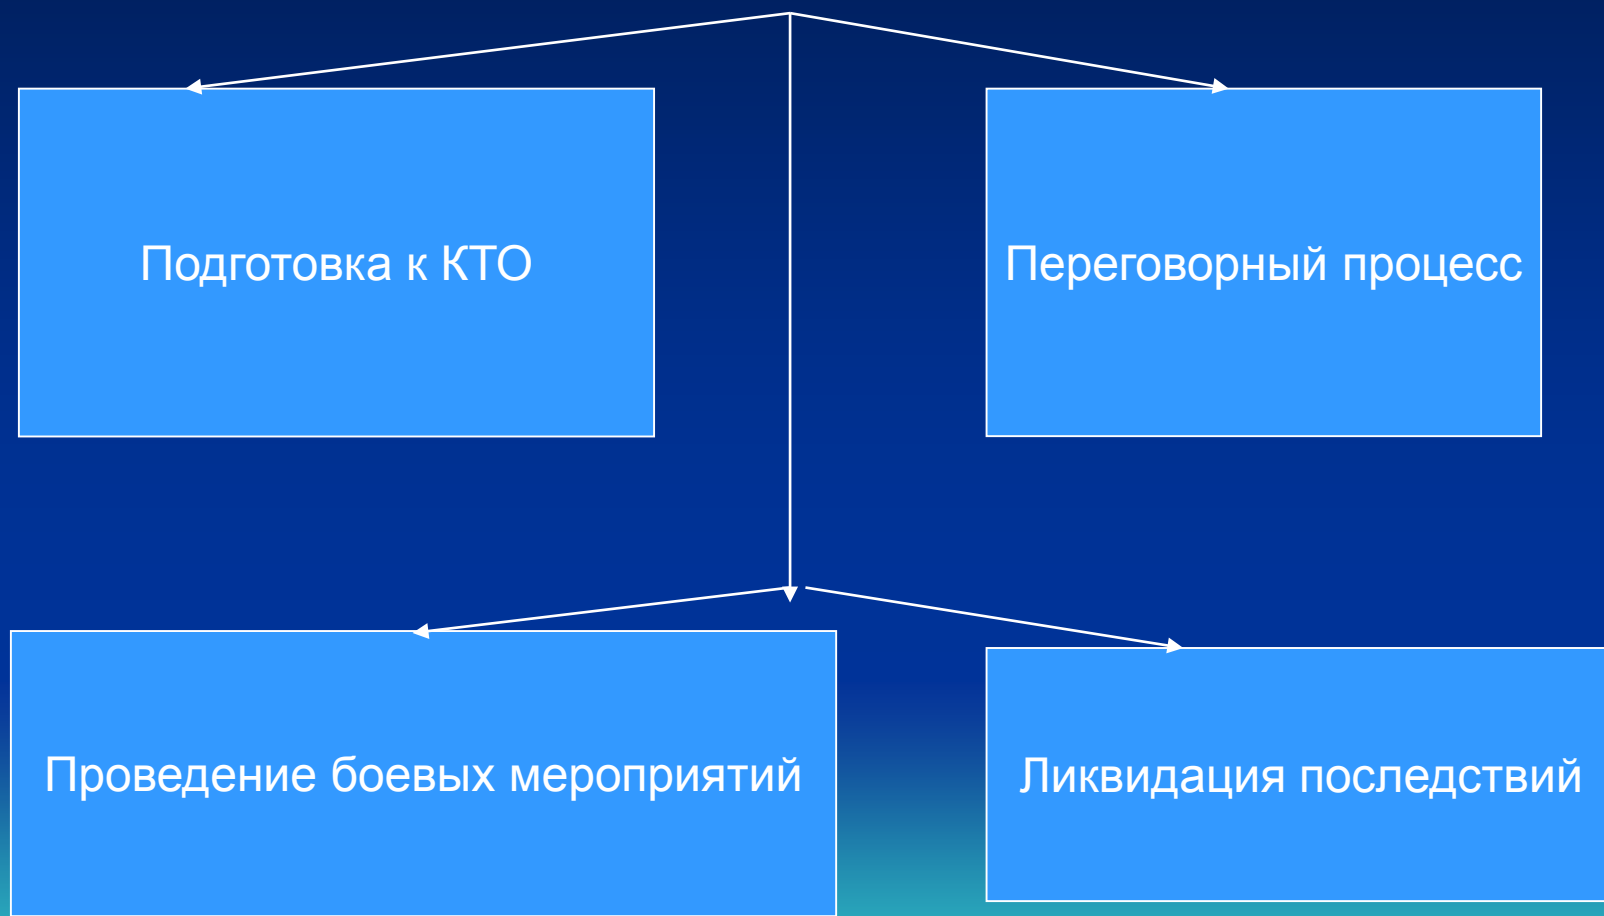 Подготовка к КТО
Переговорный процесс
Проведение боевых мероприятий
Ликвидация последствий